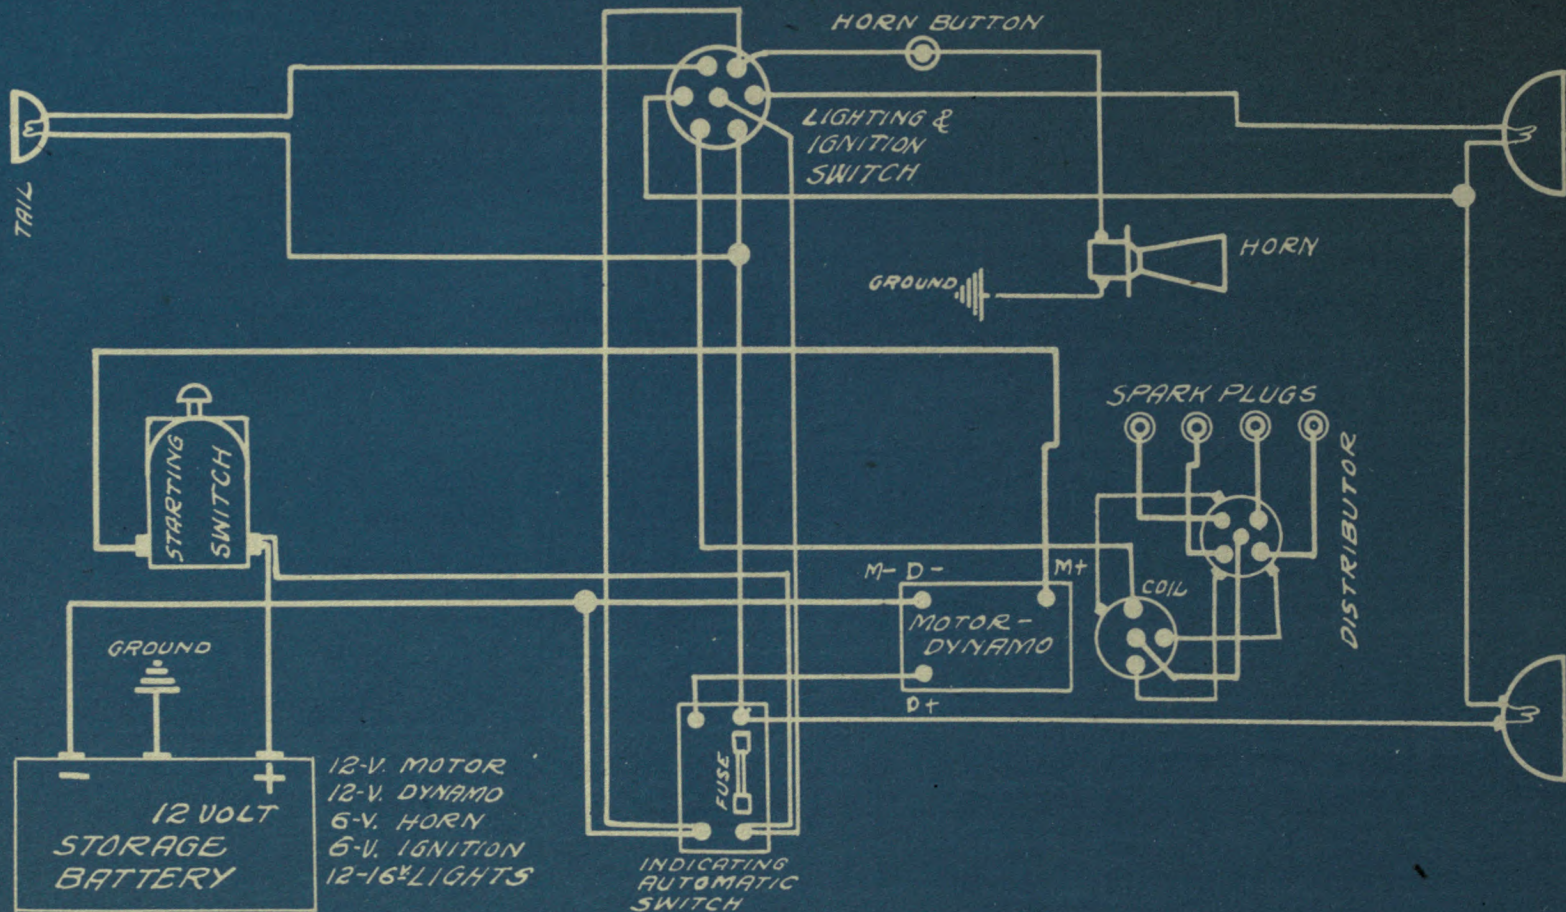 HORN BUTTON
LIGHTING &
IGNITION
SWITCH
TAIL
HORN
GROUND
SPARK PLUGS
DISTRIBUTOR
STARTING
SWITCH
M- D-
M+
COIL
MOTOR-
DYNAMO
D+
GROUND
- +
12 VOLT
STORAGE
BATTERY
12-V. MOTOR
12-V. DYNAMO
6-V. HORN
6-V. IGNITION
12-16V LIGHTS
FUSE
INDICATING
AUTOMATIC
SWITCH